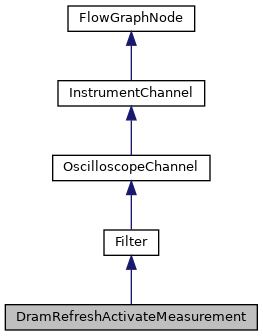 FlowGraphNode
InstrumentChannel
OscilloscopeChannel
Filter
DramRefreshActivateMeasurement